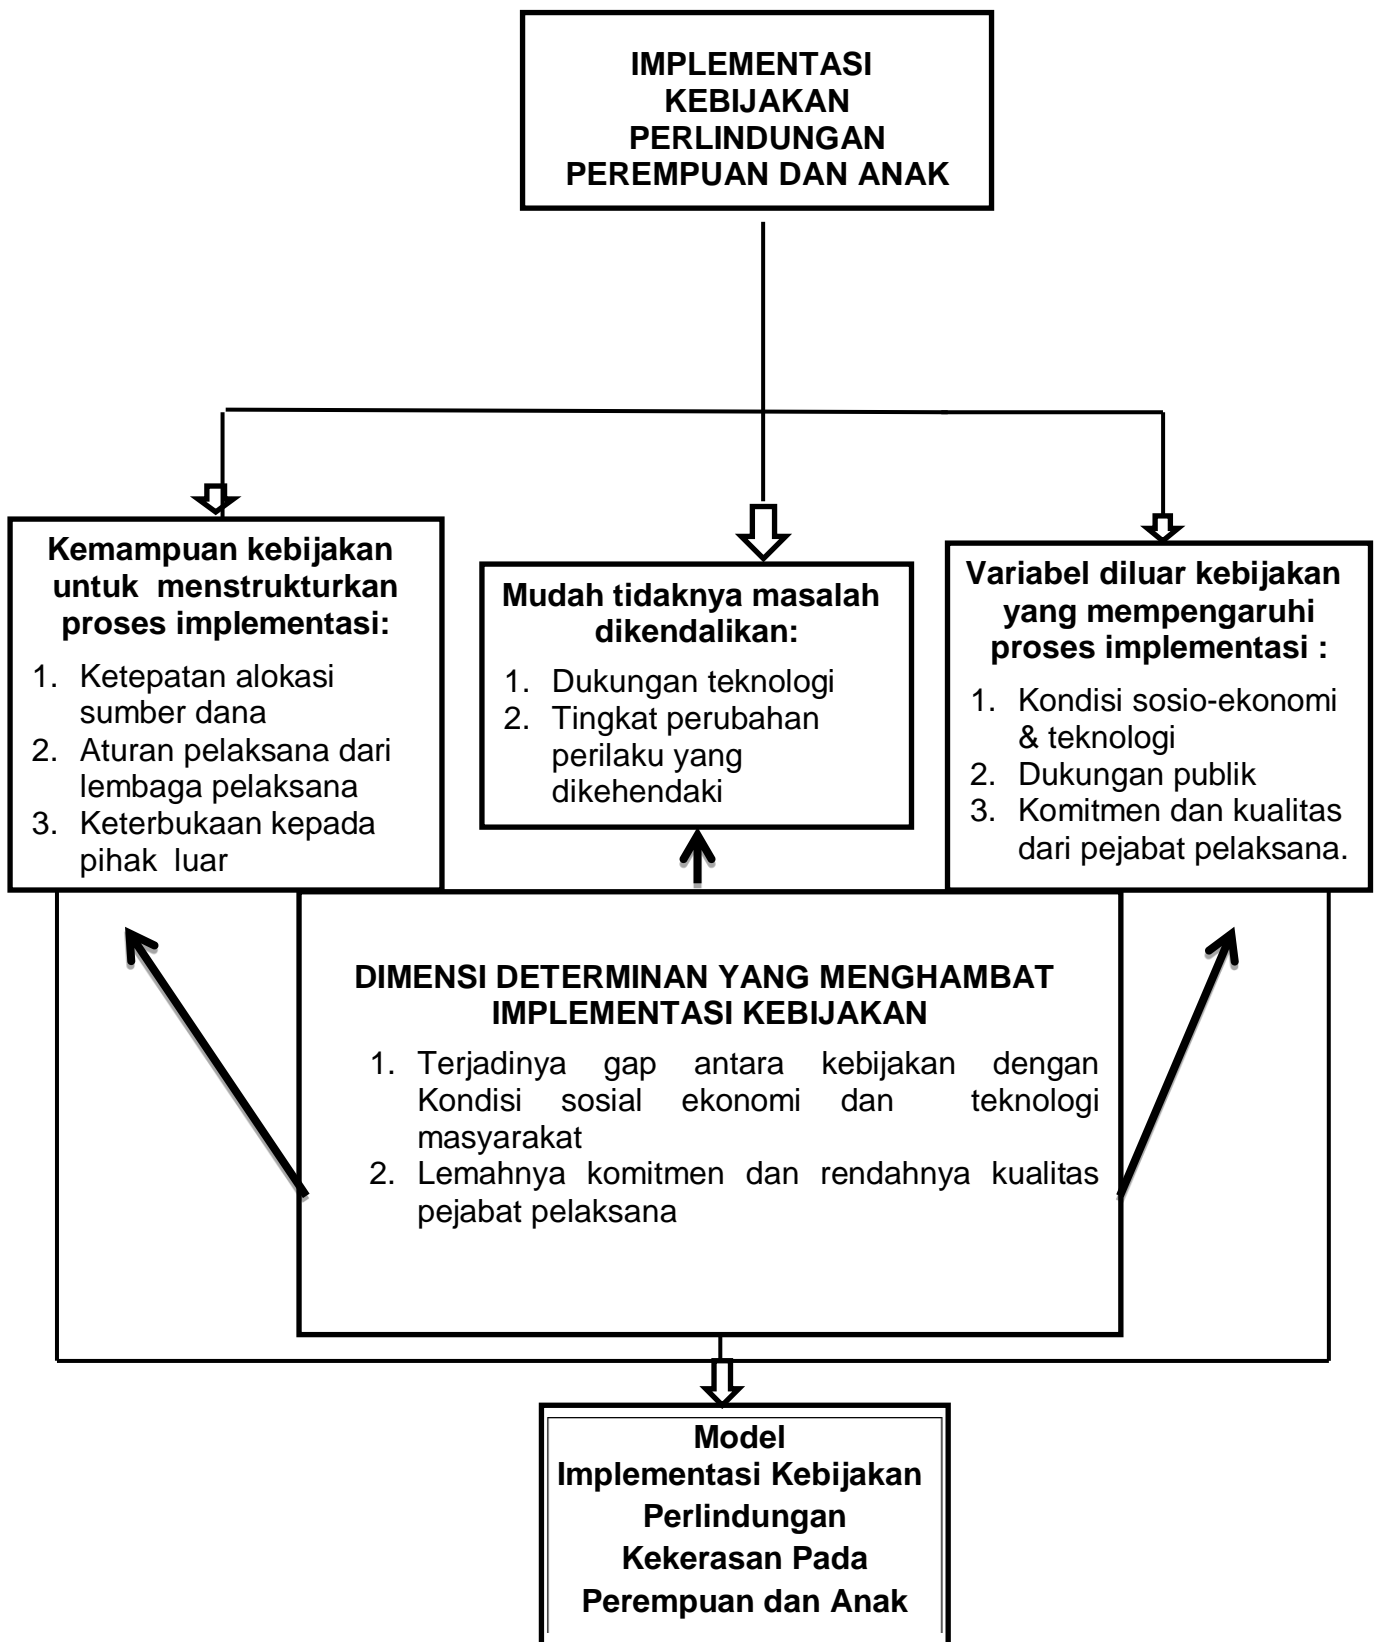 IMPLEMENTASI
KEBIJAKAN
PERLINDUNGAN
PEREMPUAN DAN ANAK
Kemampuan kebijakan
untuk menstrukturkan
proses implementasi:
1. Ketepatan alokasi
sumber dana
2. Aturan pelaksana dari
lembaga pelaksana
3. Keterbukaan kepada
pihak luar
Mudah tidaknya masalah
dikendalikan:
1. Dukungan teknologi
2. Tingkat perubahan
perilaku yang
dikehendaki
Variabel diluar kebijakan
yang mempengaruhi
proses implementasi :
1. Kondisi sosio-ekonomi
& teknologi
2. Dukungan publik
3. Komitmen dan kualitas
dari pejabat pelaksana.
DIMENSI DETERMINAN YANG MENGHAMBAT
IMPLEMENTASI KEBIJAKAN
1. Terjadinya gap antara kebijakan dengan
Kondisi sosial ekonomi dan teknologi
masyarakat
2. Lemahnya komitmen dan rendahnya kualitas
pejabat pelaksana
Model
Implementasi Kebijakan
Perlindungan
Kekerasan Pada
Perempuan dan Anak